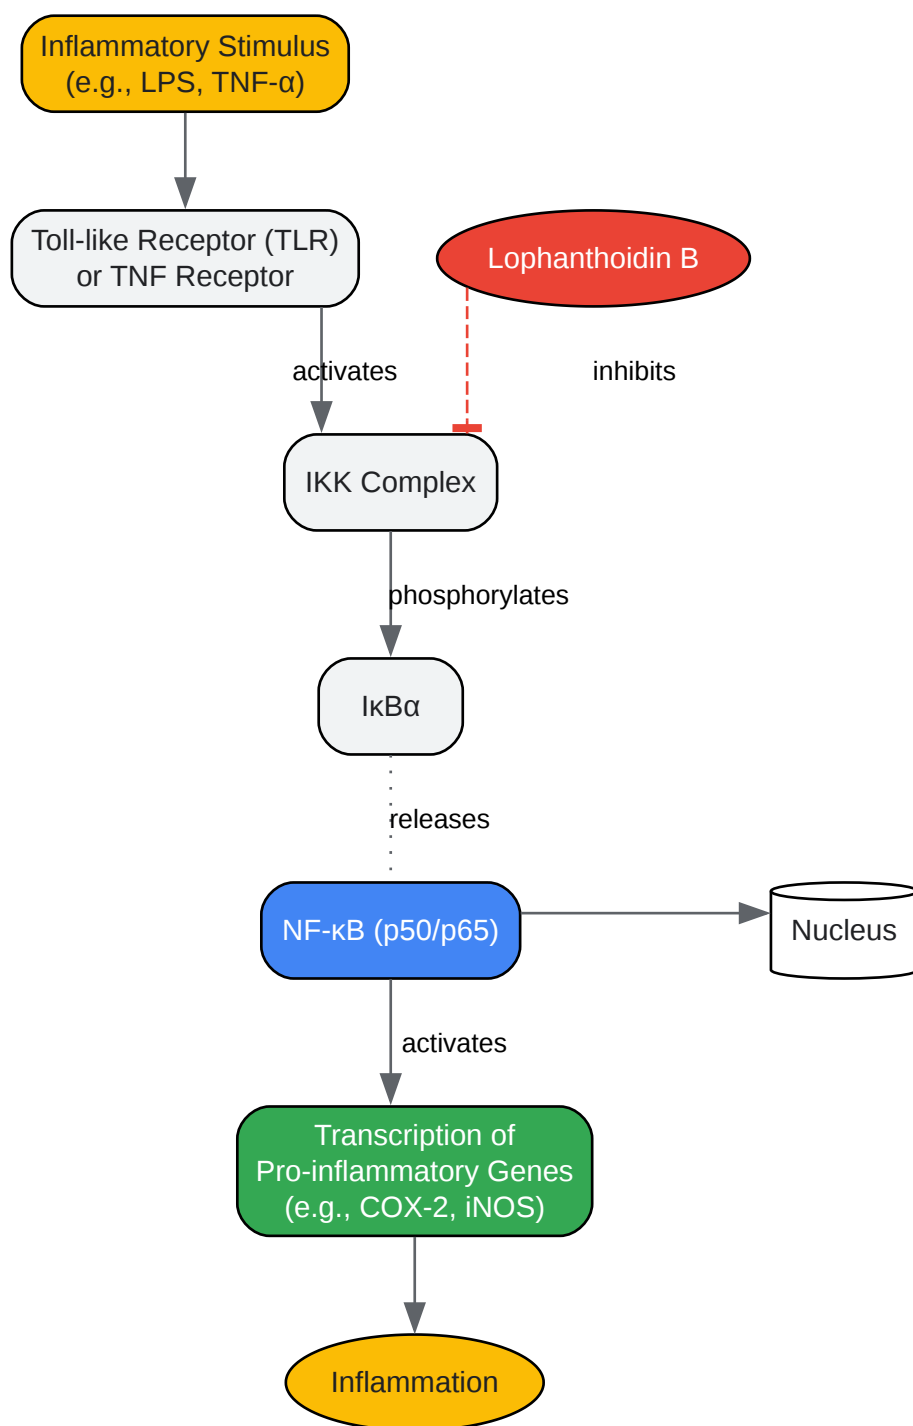 Inflammatory Stimulus
(e.g., LPS, TNF-α)
Toll-like Receptor (TLR)
or TNF Receptor
Lophanthoidin B
activates
inhibits
IKK Complex
phosphorylates
IκBα
releases
NF-κB (p50/p65)
Nucleus
activates
Transcription of
Pro-inflammatory Genes
(e.g., COX-2, iNOS)
Inflammation